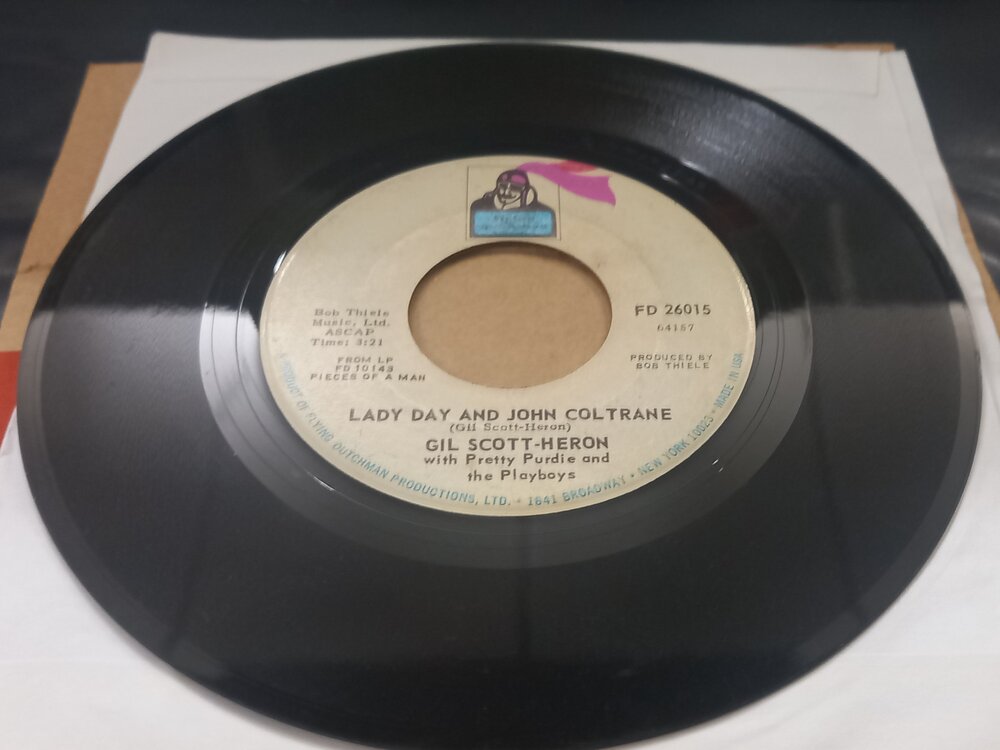 Bob Thiele
Music, Ltd.
ASCAP
Time: 3:21
FROM LP
FD 10143
PIECES OF A MAN
FD 26015
64157
PRODUCED BY
BOB THIELE
LADY DAY AND JOHN COLTRANE
(Gil Scott-Heron)
GIL SCOTT-HERON
with Pretty Purdie and
the Playboys
A PRODUCT OF FLYING DUTCHMAN PRODUCTIONS, LTD. • 1841 BROADWAY • NEW YORK 10023 • MADE IN USA